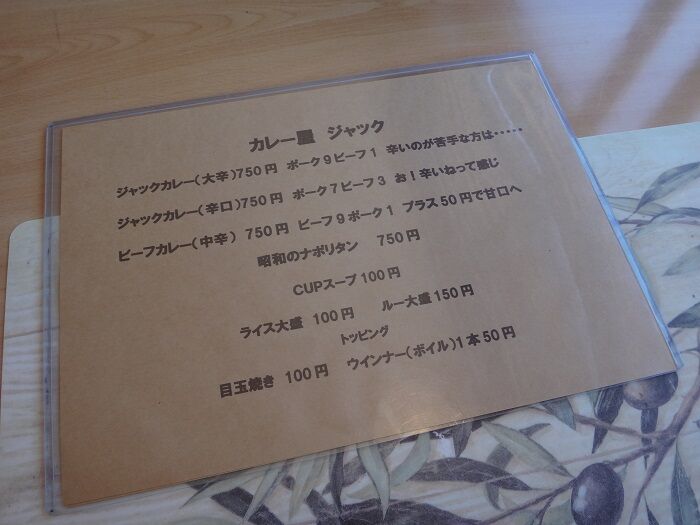 カレー屋 ジャック
ジャックカレー(大辛)750円 ポーク9ビーフ1 辛いのが苦手な方は・・・・・
ジャックカレー(辛口)750円 ポーク7ビーフ3 お!辛いねって感じ
ビーフカレー(中辛) 750円 ビーフ9ポーク1 プラス50円で甘口へ
昭和のナポリタン 750円
CUPスープ100円
ライス大盛 100円 ルー大盛150円
トッピング
目玉焼き 100円 ウインナー(ボイル)1本50円